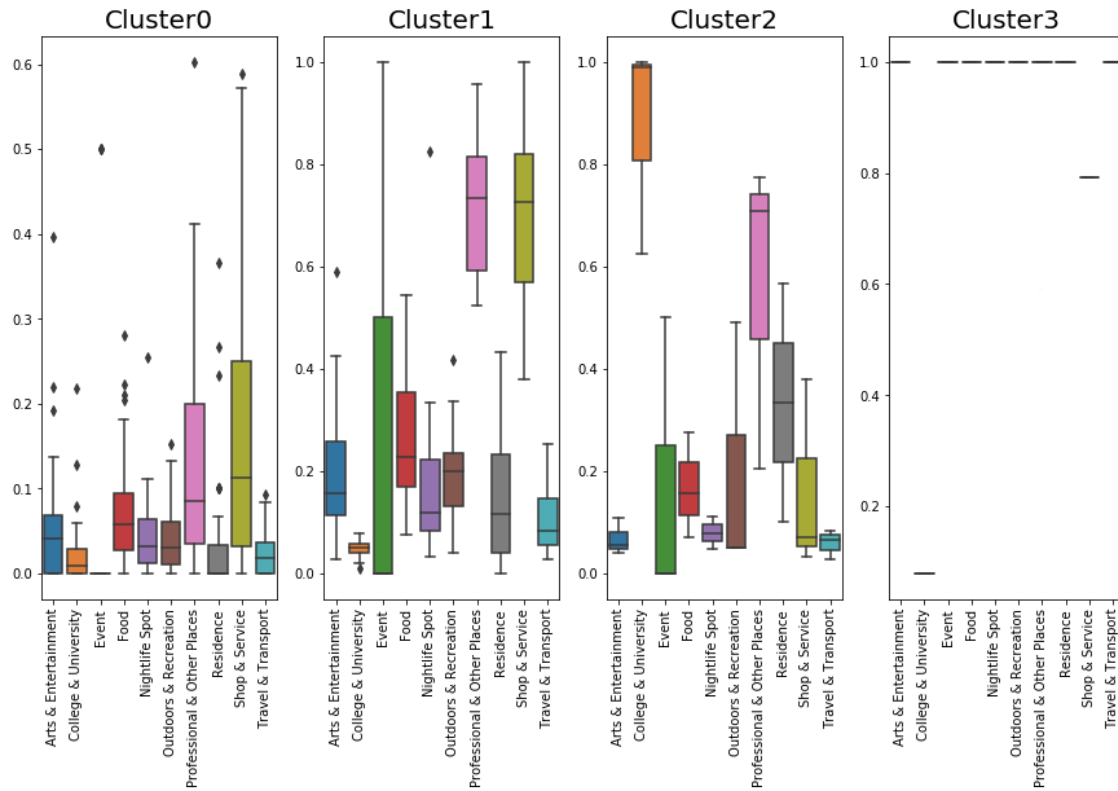 Cluster0
Cluster1
Cluster2
Cluster3
0.6
0.5
0.4
0.3
0.2
0.1
0.0
Arts & Entertainment
College & University
Event
Food
Nightlife Spot
Outdoors & Recreation
Professional & Other Places
Residence
Shop & Service
Travel & Transport
1.0
0.8
0.6
0.4
0.2
0.0
Arts & Entertainment
College & University
Event
Food
Nightlife Spot
Outdoors & Recreation
Professional & Other Places
Residence
Shop & Service
Travel & Transport
1.0
0.8
0.6
0.4
0.2
0.0
Arts & Entertainment
College & University
Event
Food
Nightlife Spot
Outdoors & Recreation
Professional & Other Places
Residence
Shop & Service
Travel & Transport
1.0
0.8
0.6
0.4
0.2
Arts & Entertainment
College & University
Event
Food
Nightlife Spot
Outdoors & Recreation
Professional & Other Places
Residence
Shop & Service
Travel & Transport